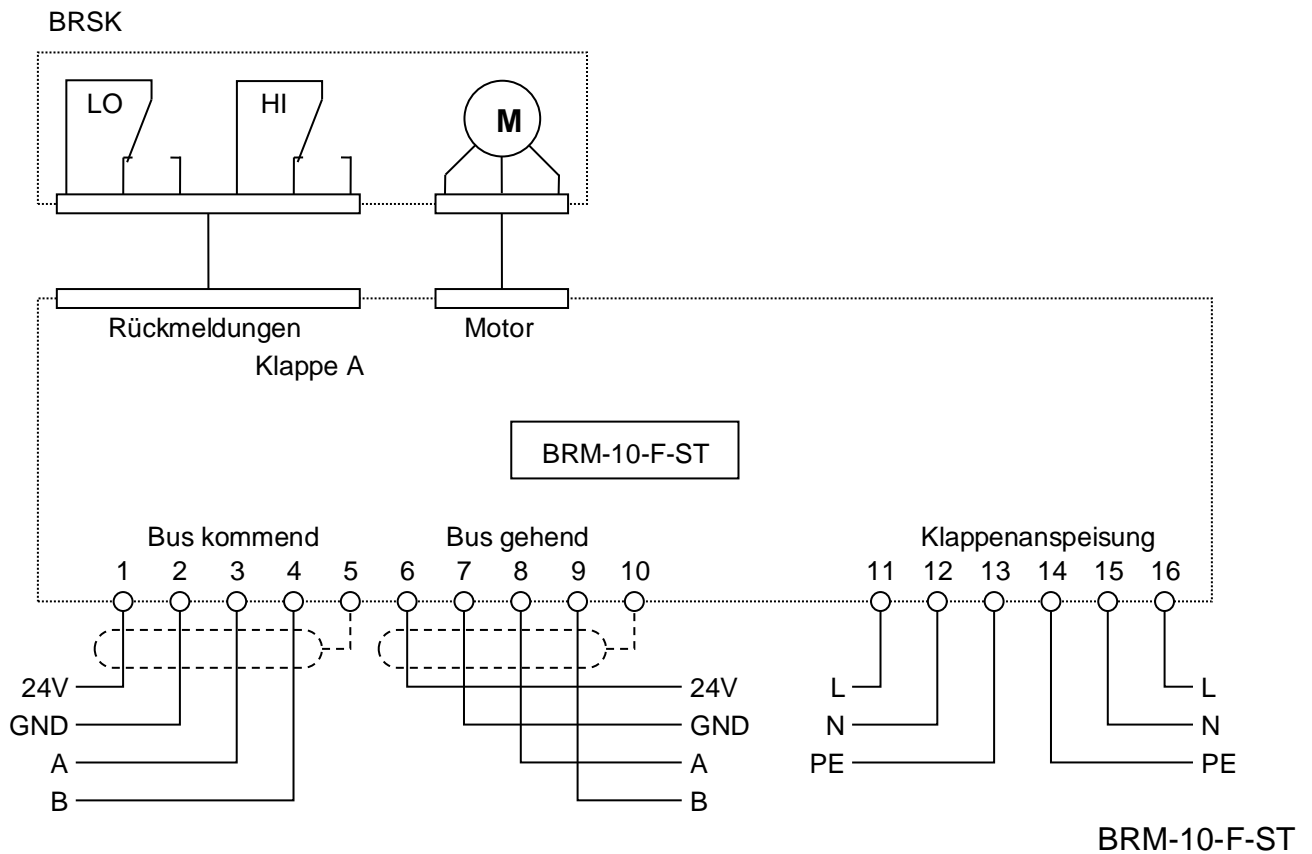 BRSK
LO HI M
Rückmeldungen Motor
Klappe A
BRM-10-F-ST
Bus kommend Bus gehend Klappenanspeisung
1 2 3 4 5 6 7 8 9 10 11 12 13 14 15 16
24V 24V L L
GND GND N N
A A PE PE
B B
BRM-10-F-ST